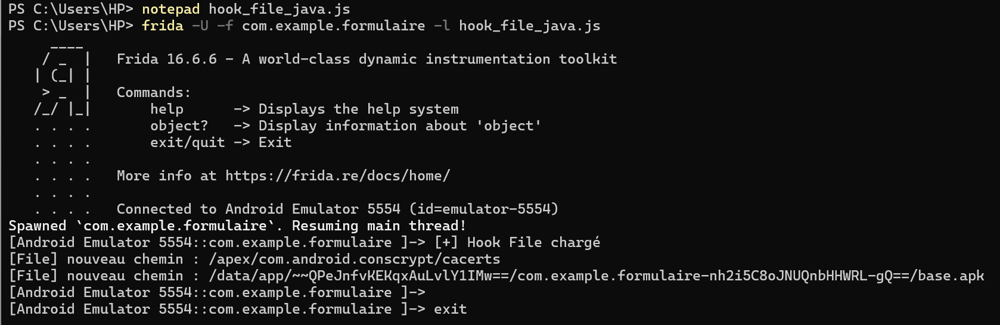 PS C:\Users\HP> notepad hook_file_java.js
PS C:\Users\HP> frida -U -f com.example.formulaire -l hook_file_java.js
     ____
    / _  |   Frida 16.6.6 - A world-class dynamic instrumentation toolkit
   | (_| |
    > _  |   Commands:
   /_/ |_|       help      -> Displays the help system
   . . . .       object?   -> Display information about 'object'
   . . . .       exit/quit -> Exit
   . . . .
   . . . .   More info at https://frida.re/docs/home/
   . . . .
   . . . .   Connected to Android Emulator 5554 (id=emulator-5554)
Spawned `com.example.formulaire`. Resuming main thread!
[Android Emulator 5554::com.example.formulaire ]-> [+] Hook File chargé
[File] nouveau chemin : /apex/com.android.conscrypt/cacerts
[File] nouveau chemin : /data/app/~~QPeJnfvKEKqxAuLvlY1IMw==/com.example.formulaire-nh2i5C8oJNUQnbHHWRL-gQ==/base.apk
[Android Emulator 5554::com.example.formulaire ]->
[Android Emulator 5554::com.example.formulaire ]-> exit